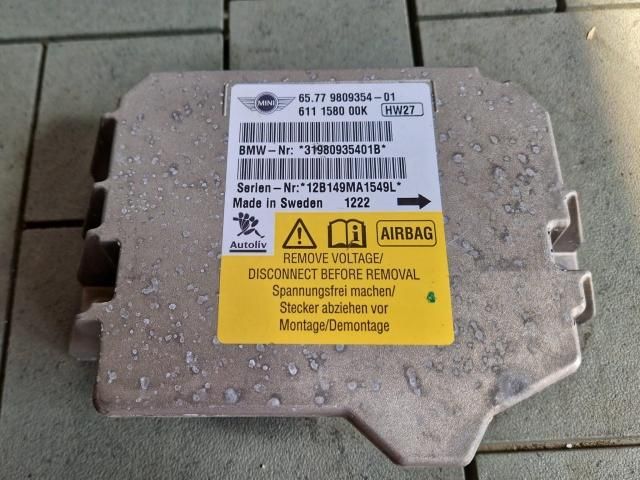 MINI
65.77 9809354-01
611 1580 00K HW27
BMW-Nr: *31980935401B*
Serien-Nr:*12B149MA1549L*
Made in Sweden 1222
Autoliv
AIRBAG
REMOVE VOLTAGE/
DISCONNECT BEFORE REMOVAL
Spannungsfrei machen/
Stecker abziehen vor
Montage/Demontage